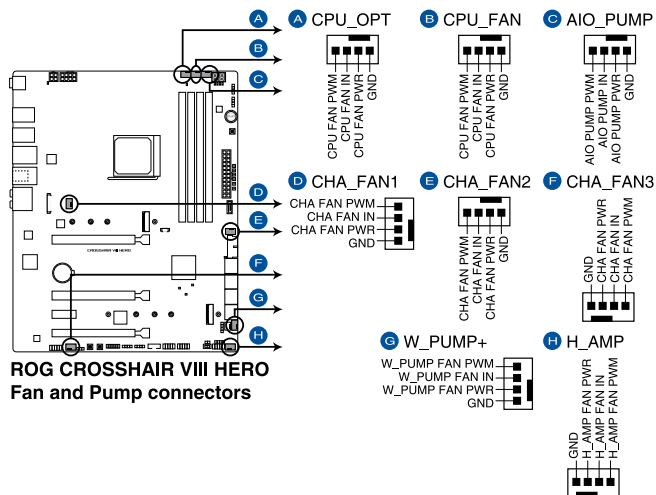 A
B
C
D
E
F
G
H
A CPU_OPT
CPU FAN PWM
CPU FAN IN
CPU FAN PWR
GND
B CPU_FAN
CPU FAN PWM
CPU FAN IN
CPU FAN PWR
GND
C AIO_PUMP
AIO PUMP PWM
AIO PUMP IN
AIO PUMP PWR
GND
D CHA_FAN1
CHA FAN PWM
CHA FAN IN
CHA FAN PWR
GND
E CHA_FAN2
CHA FAN PWM
CHA FAN IN
CHA FAN PWR
GND
F CHA_FAN3
GND
CHA FAN PWR
CHA FAN IN
CHA FAN PWM
G W_PUMP+
W_PUMP FAN PWM
W_PUMP FAN IN
W_PUMP FAN PWR
GND
H H_AMP
GND
H_AMP FAN PWR
H_AMP FAN IN
H_AMP FAN PWM
CROSSHAIR VIII HERO
ROG CROSSHAIR VIII HERO
Fan and Pump connectors